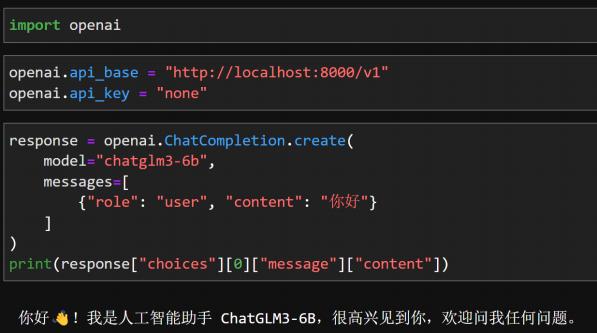 import openai
openai.api_base = "http://localhost:8000/v1"
openai.api_key = "none"
response = openai.ChatCompletion.create(
    model="chatglm3-6b",
    messages=[
        {"role": "user", "content": "你好"}
    ]
)
print(response["choices"][0]["message"]["content"])
你好👋！我是人工智能助手 ChatGLM3-6B，很高兴见到你，欢迎问我任何问题。